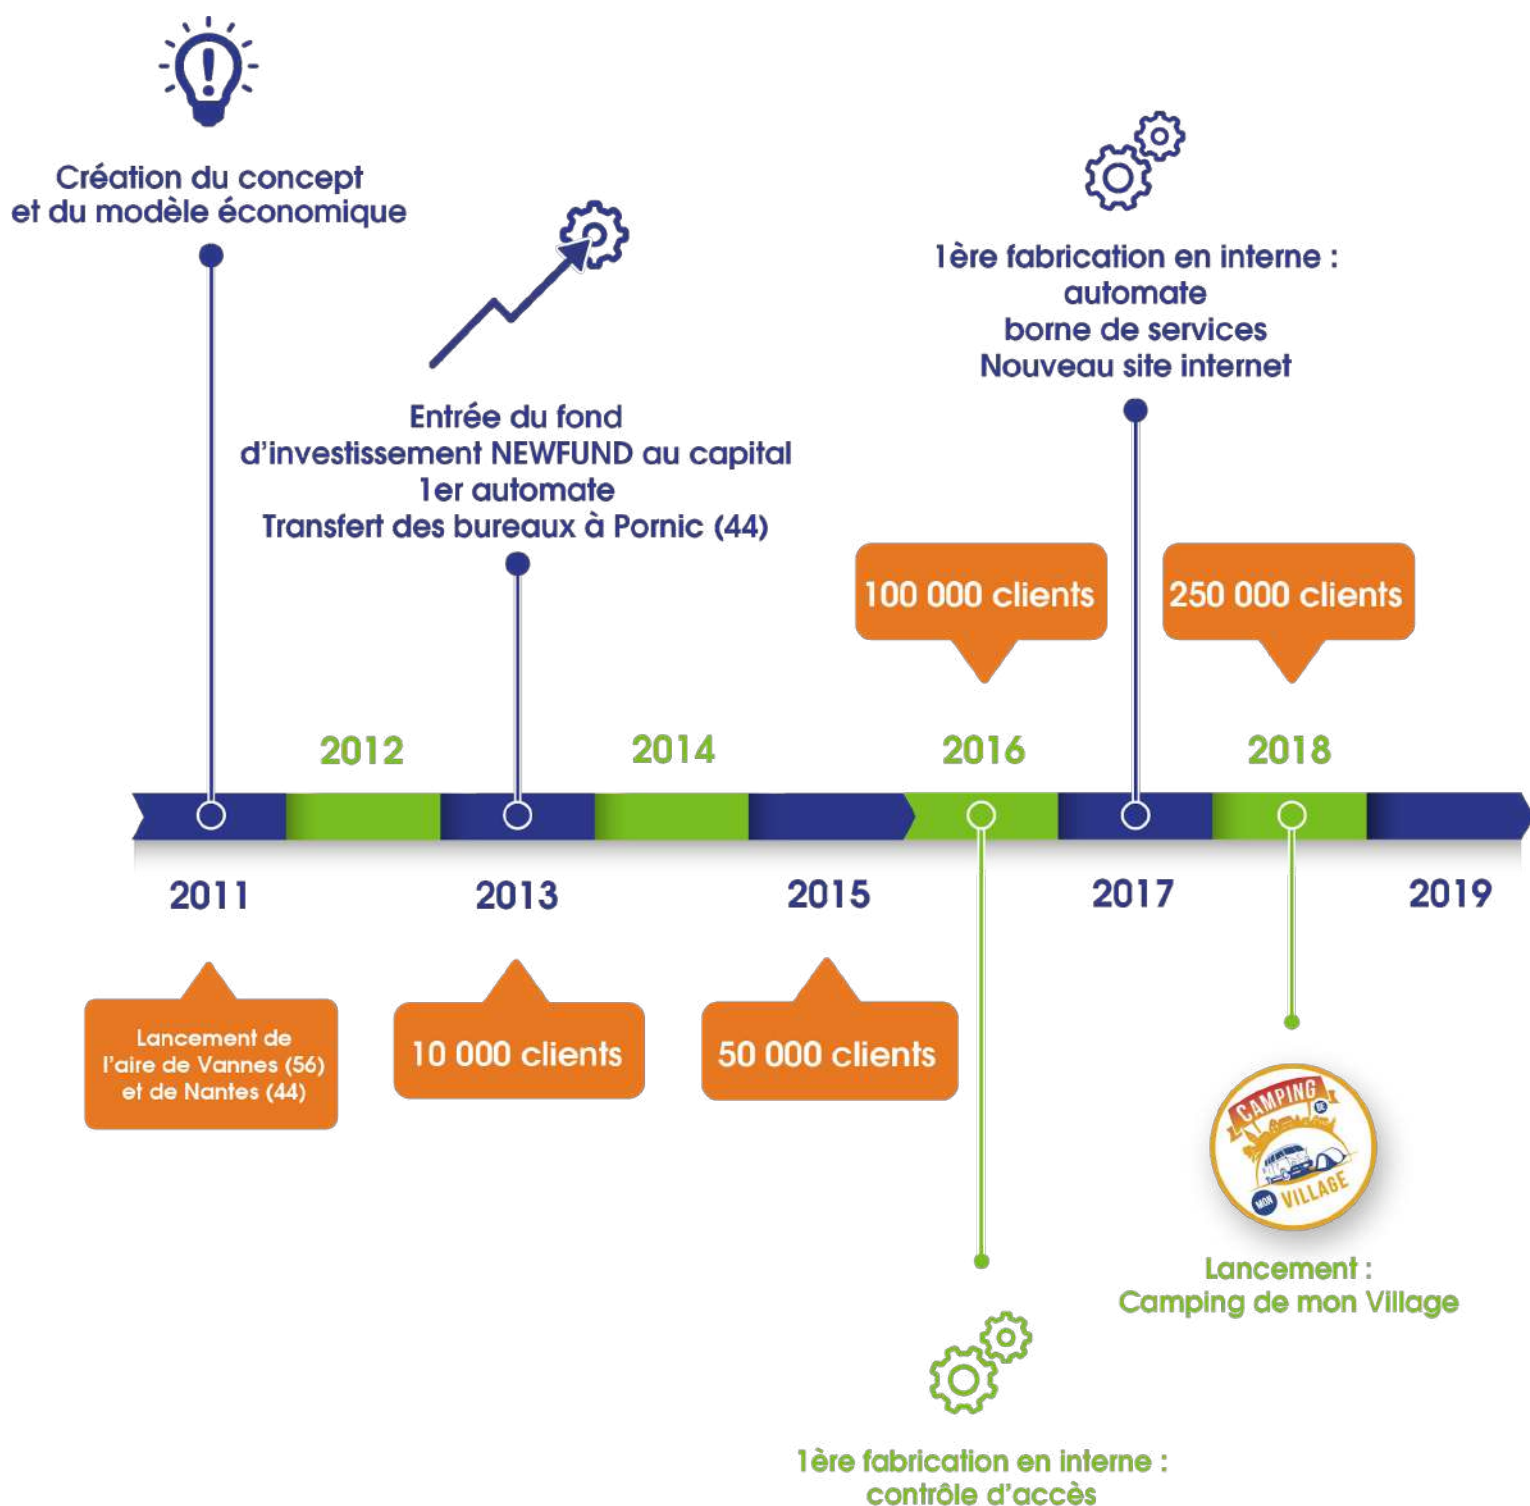 Création du concept
et du modèle économique
Entrée du fond
d'investissement NEWFUND au capital
1er automate
Transfert des bureaux à Pornic (44)
1ère fabrication en interne :
automate
borne de services
Nouveau site internet
100 000 clients
250 000 clients
2012
2014
2016
2018
2011
2013
2015
2017
2019
Lancement de
l'aire de Vannes (56)
et de Nantes (44)
10 000 clients
50 000 clients
CAMPING
DE
MON
VILLAGE
Lancement :
Camping de mon Village
1ère fabrication en interne :
contrôle d'accès